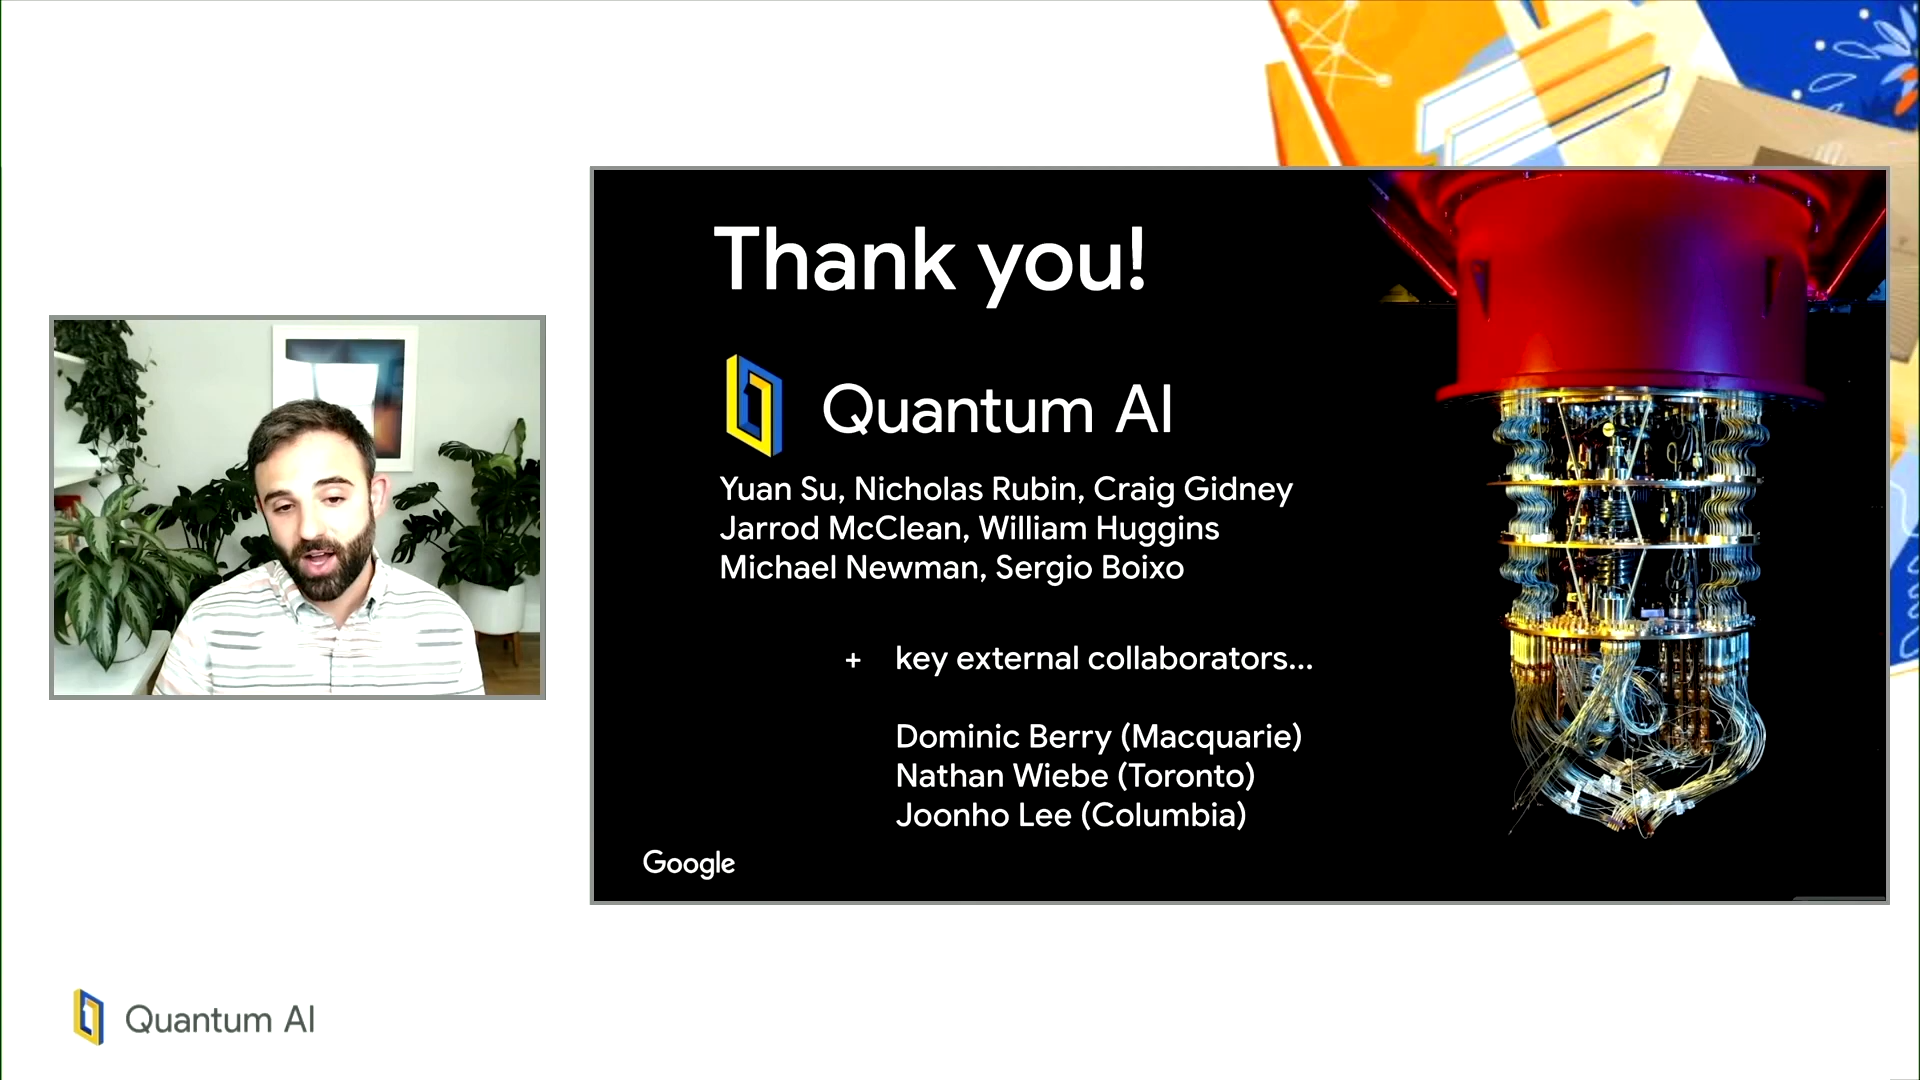 Thank you!
Quantum AI
Yuan Su, Nicholas Rubin, Craig Gidney
Jarrod McClean, William Huggins
Michael Newman, Sergio Boixo
+ key external collaborators...
Dominic Berry (Macquarie)
Nathan Wiebe (Toronto)
Joonho Lee (Columbia)
Google
Quantum AI